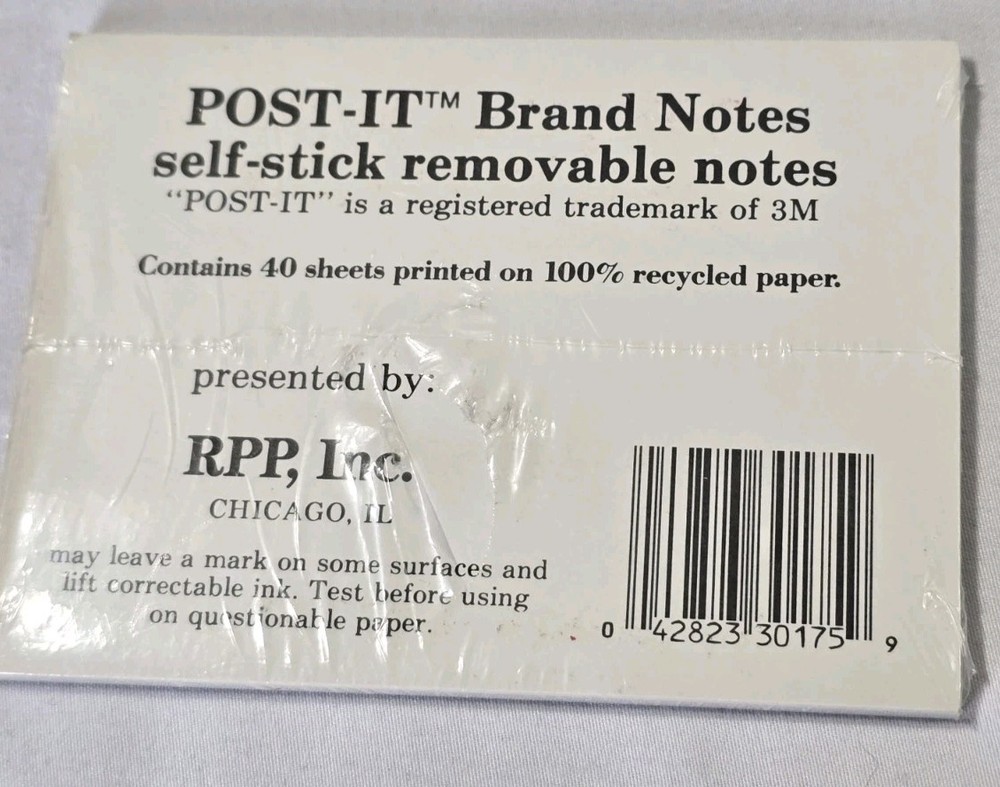 POST-IT™ Brand Notes
self-stick removable notes
“POST-IT” is a registered trademark of 3M
Contains 40 sheets printed on 100% recycled paper.
presented by:
RPP, Inc.
CHICAGO, IL
may leave a mark on some surfaces and
lift correctable ink. Test before using
on questionable paper.
0 42823 30175 9